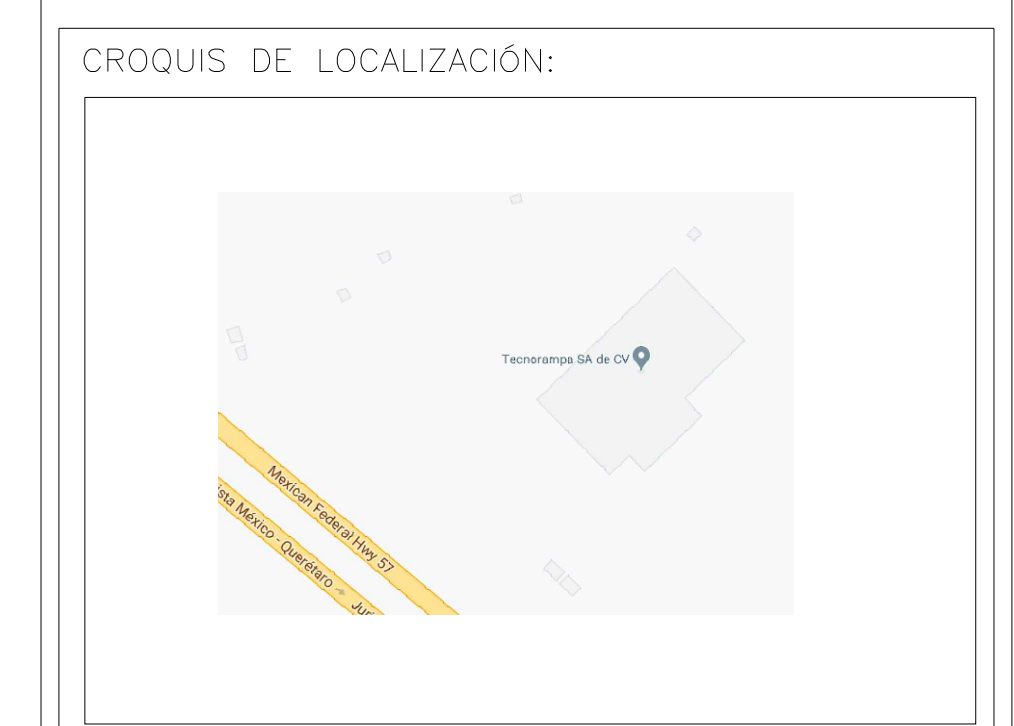 CROQUIS DE LOCALIZACIÓN:
Tecnorampa SA de CV
Mexican Federal Hwy 57
ista México - Querétaro